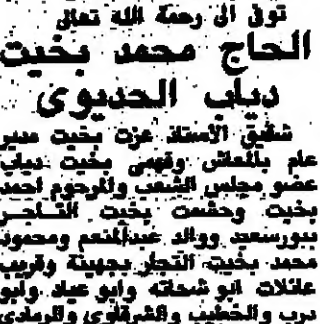 توفى الى رحمة الله تعالى
الحاج محمد بخيت
دياب الحديوى
شقيق الاستاذ عزت بخيت مدير
عام بالمعاش وفهمى بخيت دياب
عضو مجلس الشعب والمرحوم احمد
بخيت وحشمت بخيت التاجر
ببورسعيد ووالد عبدالمنعم ومحمود
محمد بخيت التجار بجهينة وقريب
عائلات ابو شحاته وابو عياد وابو
درب والخطيب والشرقاوى والرمادى